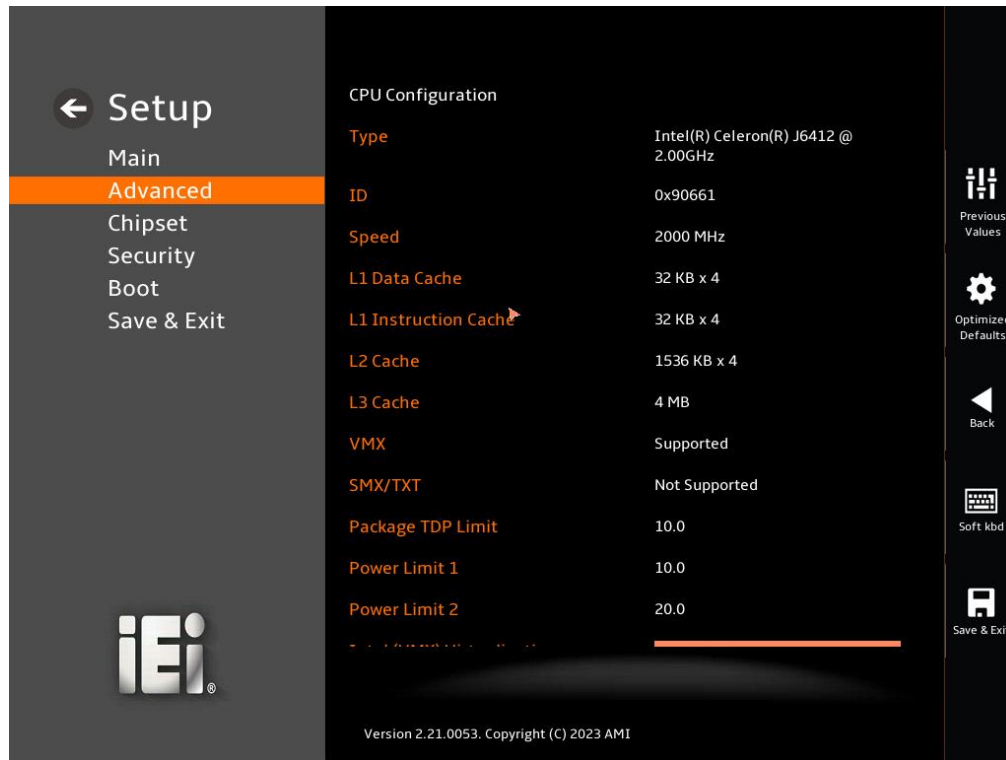 Setup
Main
Advanced
Chipset
Security
Boot
Save & Exit
iEi®
CPU Configuration
Type Intel(R) Celeron(R) J6412 @
2.00GHz
ID 0x90661
Speed 2000 MHz
L1 Data Cache 32 KB x 4
L1 Instruction Cache 32 KB x 4
L2 Cache 1536 KB x 4
L3 Cache 4 MB
VMX Supported
SMX/TXT Not Supported
Package TDP Limit 10.0
Power Limit 1 10.0
Power Limit 2 20.0
Version 2.21.0053. Copyright (C) 2023 AMI
Previous
Values
Optimized
Defaults
Back
Soft kbd
Save & Exi